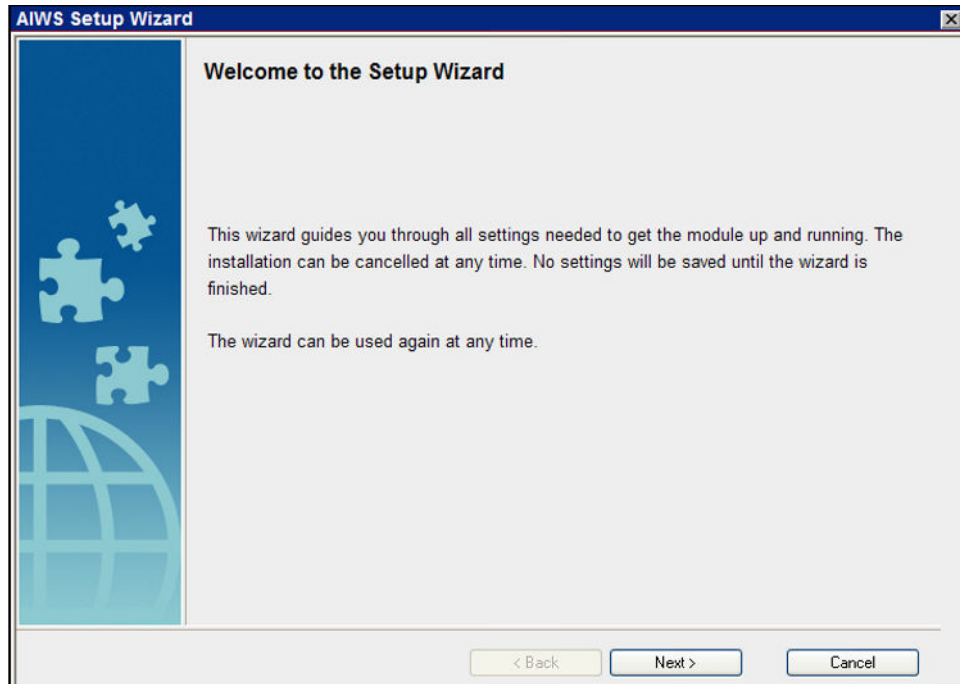 AIWS Setup Wizard
Welcome to the Setup Wizard
This wizard guides you through all settings needed to get the module up and running. The
installation can be cancelled at any time. No settings will be saved until the wizard is
finished.
The wizard can be used again at any time.
< Back Next > Cancel